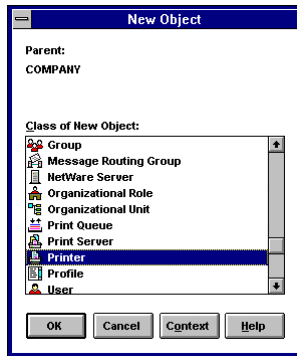 New Object
Parent:
COMPANY
Class of New Object:
Group
Message Routing Group
NetWare Server
Organizational Role
Organizational Unit
Print Queue
Print Server
Printer
Profile
User
OK Cancel Context Help